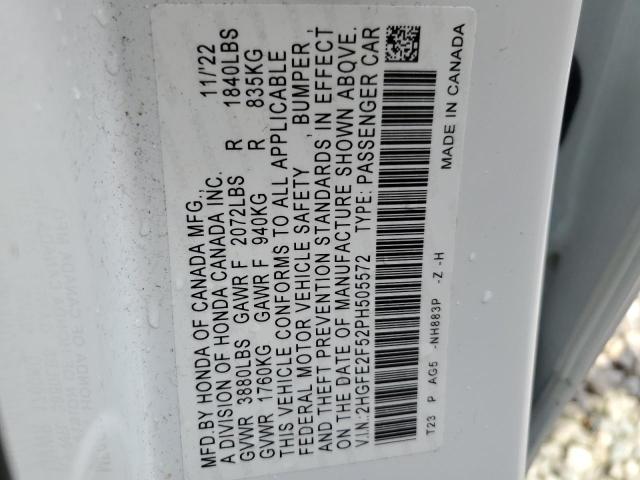 MFD.BY HONDA OF CANADA MFG., 11/'22
A DIVISION OF HONDA CANADA INC.
GVWR 3880LBS GAWR F 2072LBS R 1840LBS
GVWR 1760KG GAWR F 940KG R 835KG
THIS VEHICLE CONFORMS TO ALL APPLICABLE
FEDERAL MOTOR VEHICLE SAFETY , BUMPER ,
AND THEFT PREVENTION STANDARDS IN EFFECT
ON THE DATE OF MANUFACTURE SHOWN ABOVE.
V.I.N.:2HGFE2F52PH505572 TYPE: PASSENGER CAR
T23 P AG5 -NH883P -Z -H MADE IN CANADA